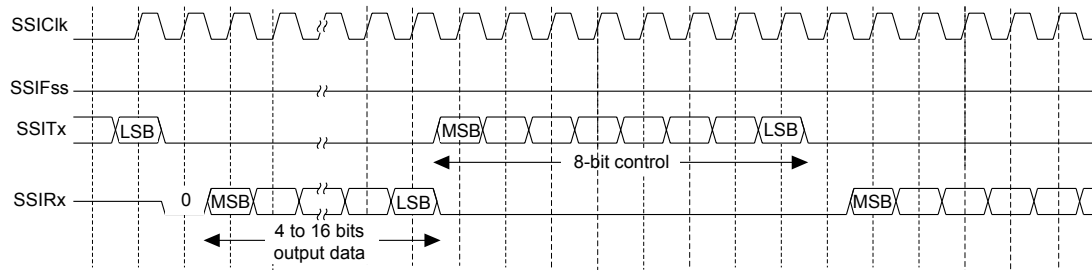 SSIClk
SSIFss
SSITx
LSB
MSB
LSB
8-bit control
SSIRx
0
MSB
LSB
MSB
4 to 16 bits
output data